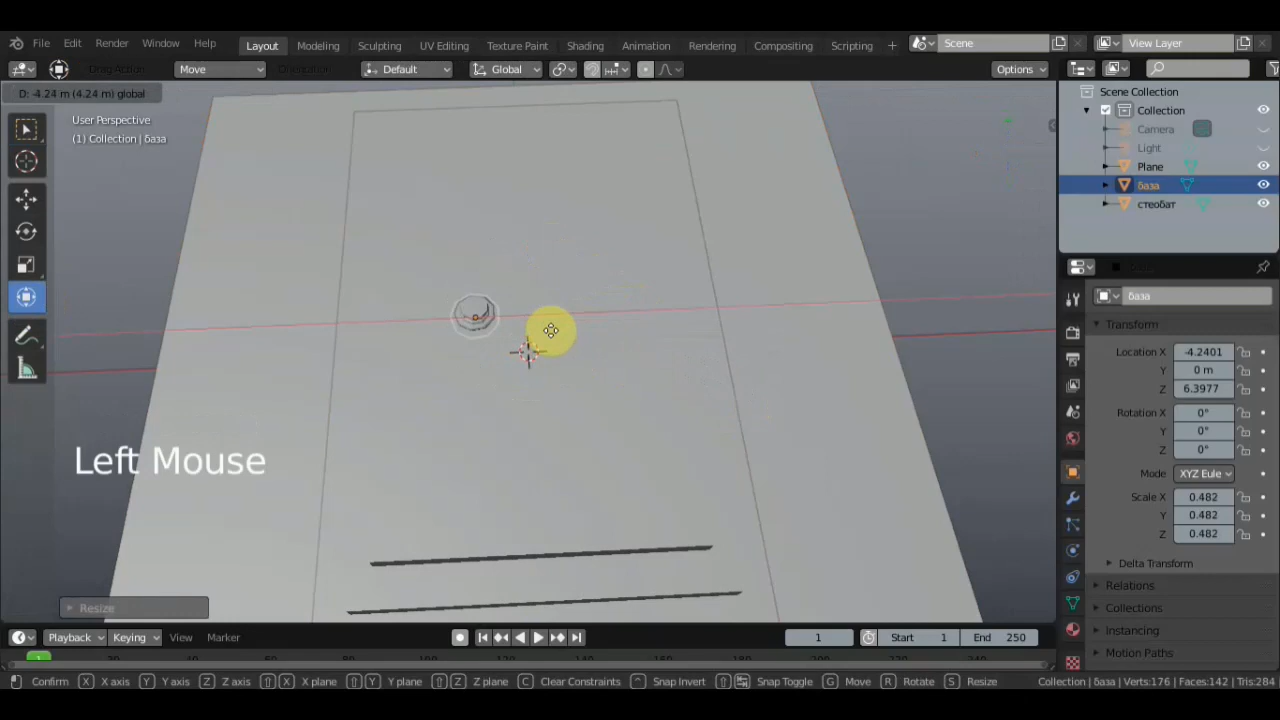 File Edit Render Window Help Layout Modeling Sculpting UV Editing Texture Paint Shading Animation Rendering Compositing Scripting + Scene View Layer
Move Default Global Options
D: -4.24 m (4.24 m) global
User Perspective
(1) Collection | база
Scene Collection
Collection
Camera
Light
Plane
база
стеобат
база
Transform
Location X -4.2401
Y 0 m
Z 6.3977
Rotation X 0°
Y 0°
Z 0°
Mode XYZ Eule
Scale X 0.482
Y 0.482
Z 0.482
Delta Transform
Relations
Collections
Instancing
Motion Paths
Left Mouse
Resize
Playback Keying View Marker 1 Start 1 End 250
1
Confirm X X axis Y Y axis Z Z axis X X plane Y Y plane Z Z plane C Clear Constraints ^ Snap Invert Snap Toggle G Move R Rotate S Resize Collection | база | Verts:176 | Faces:142 | Tris:284